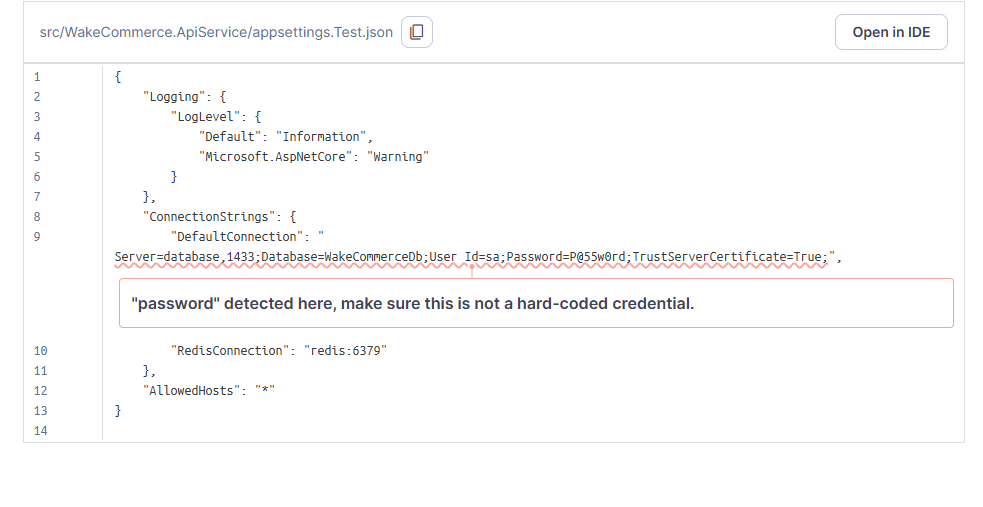 src/WakeCommerce.ApiService/appsettings.Test.json
Open in IDE
1 {
2     "Logging": {
3         "LogLevel": {
4             "Default": "Information",
5             "Microsoft.AspNetCore": "Warning"
6         }
7     },
8     "ConnectionStrings": {
9         "DefaultConnection": "
Server=database,1433;Database=WakeCommerceDb;User Id=sa;Password=P@55w0rd;TrustServerCertificate=True;",
"password" detected here, make sure this is not a hard-coded credential.
10         "RedisConnection": "redis:6379"
11     },
12     "AllowedHosts": "*"
13 }
14